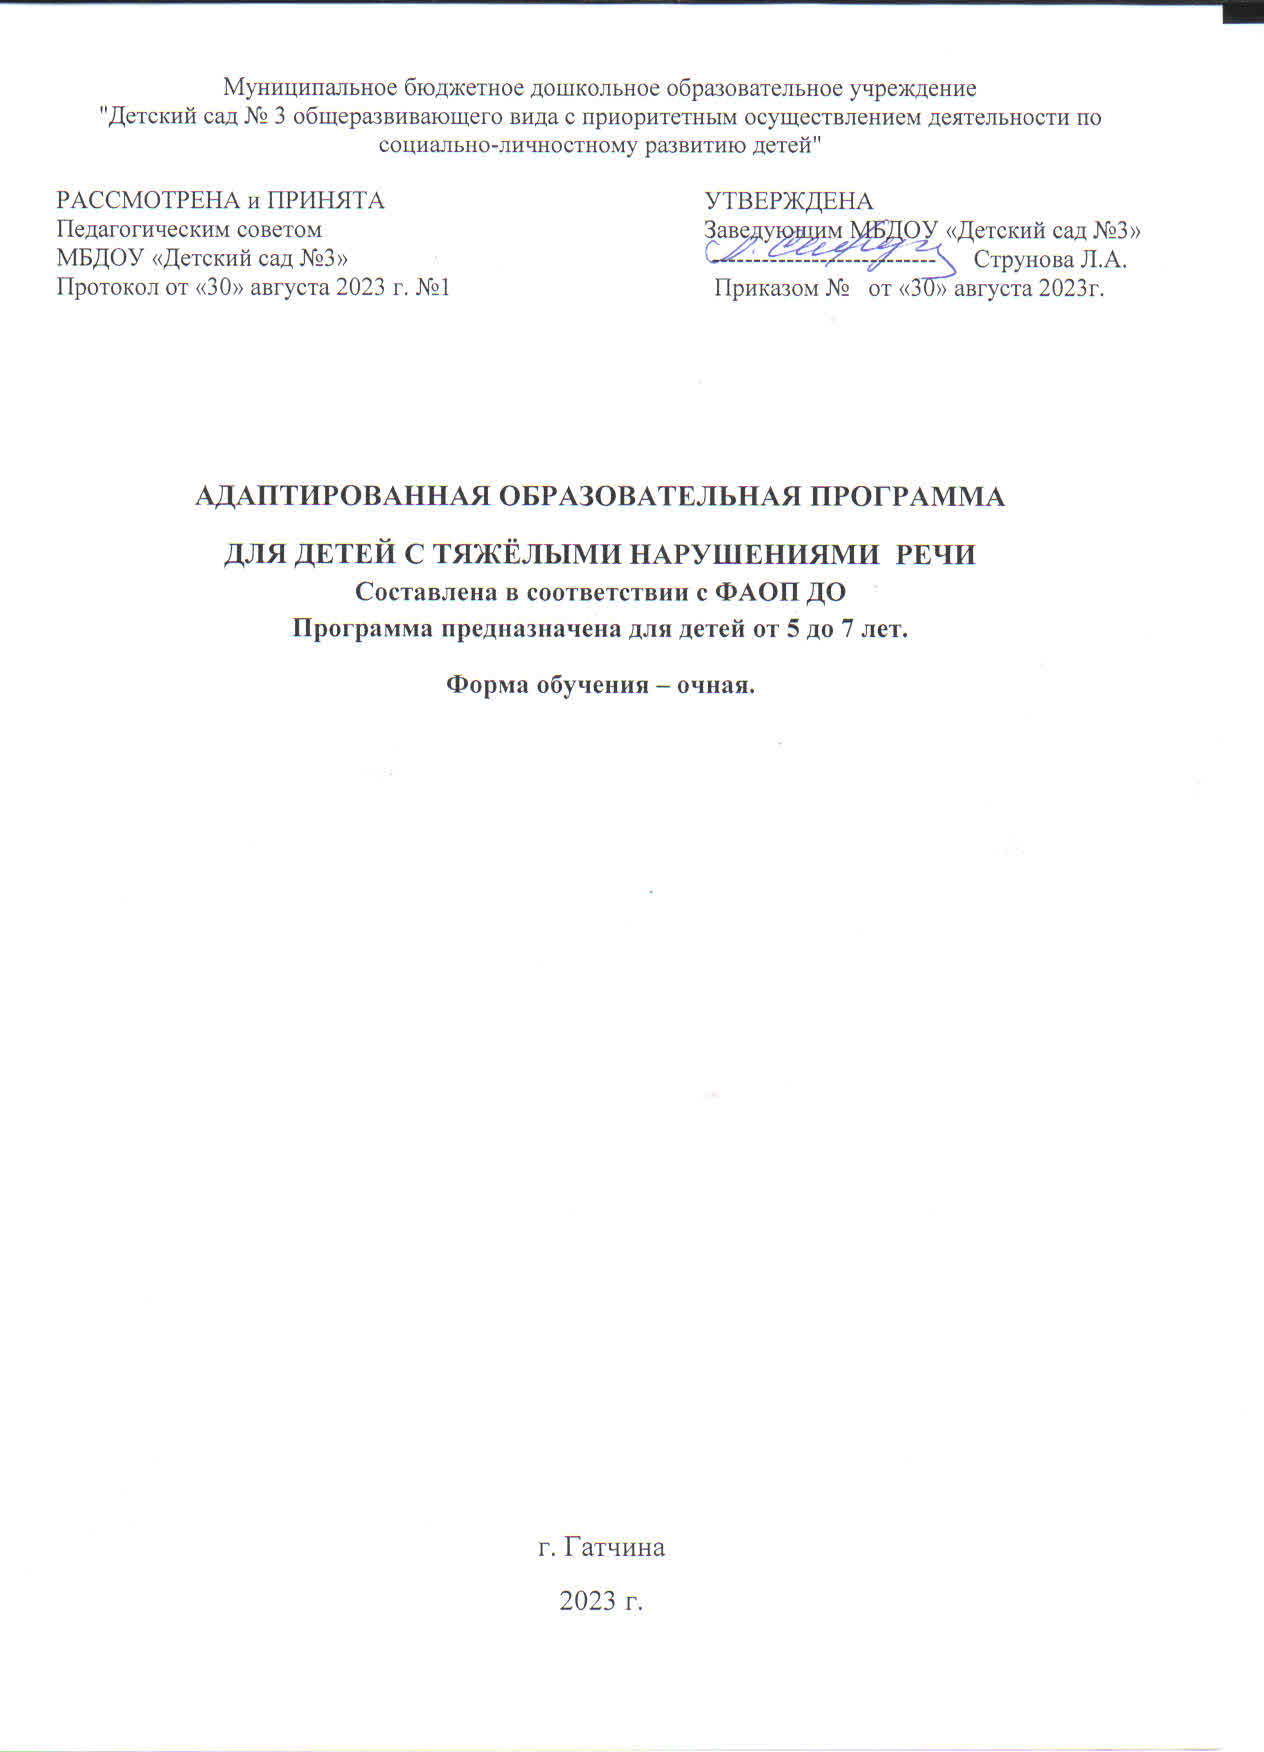 Муниципальное бюджетное дошкольное образовательное учреждение
"Детский сад № 3 общеразвивающего вида с приоритетным осуществлением деятельности по
социально-личностному развитию детей"
РАССМОТРЕНА и ПРИНЯТА
Педагогическим советом
МБДОУ «Детский сад №3»
Протокол от «30» августа 2023 г. №1
УТВЕРЖДЕНА
Заведующим МБДОУ «Детский сад №3»
--------------------------- Струнова Л.А.
Приказом № от «30» августа 2023г.
АДАПТИРОВАННАЯ ОБРАЗОВАТЕЛЬНАЯ ПРОГРАММА
ДЛЯ ДЕТЕЙ С ТЯЖЁЛЫМИ НАРУШЕНИЯМИ РЕЧИ
Составлена в соответствии с ФАОП ДО
Программа предназначена для детей от 5 до 7 лет.
Форма обучения – очная.
г. Гатчина
2023 г.